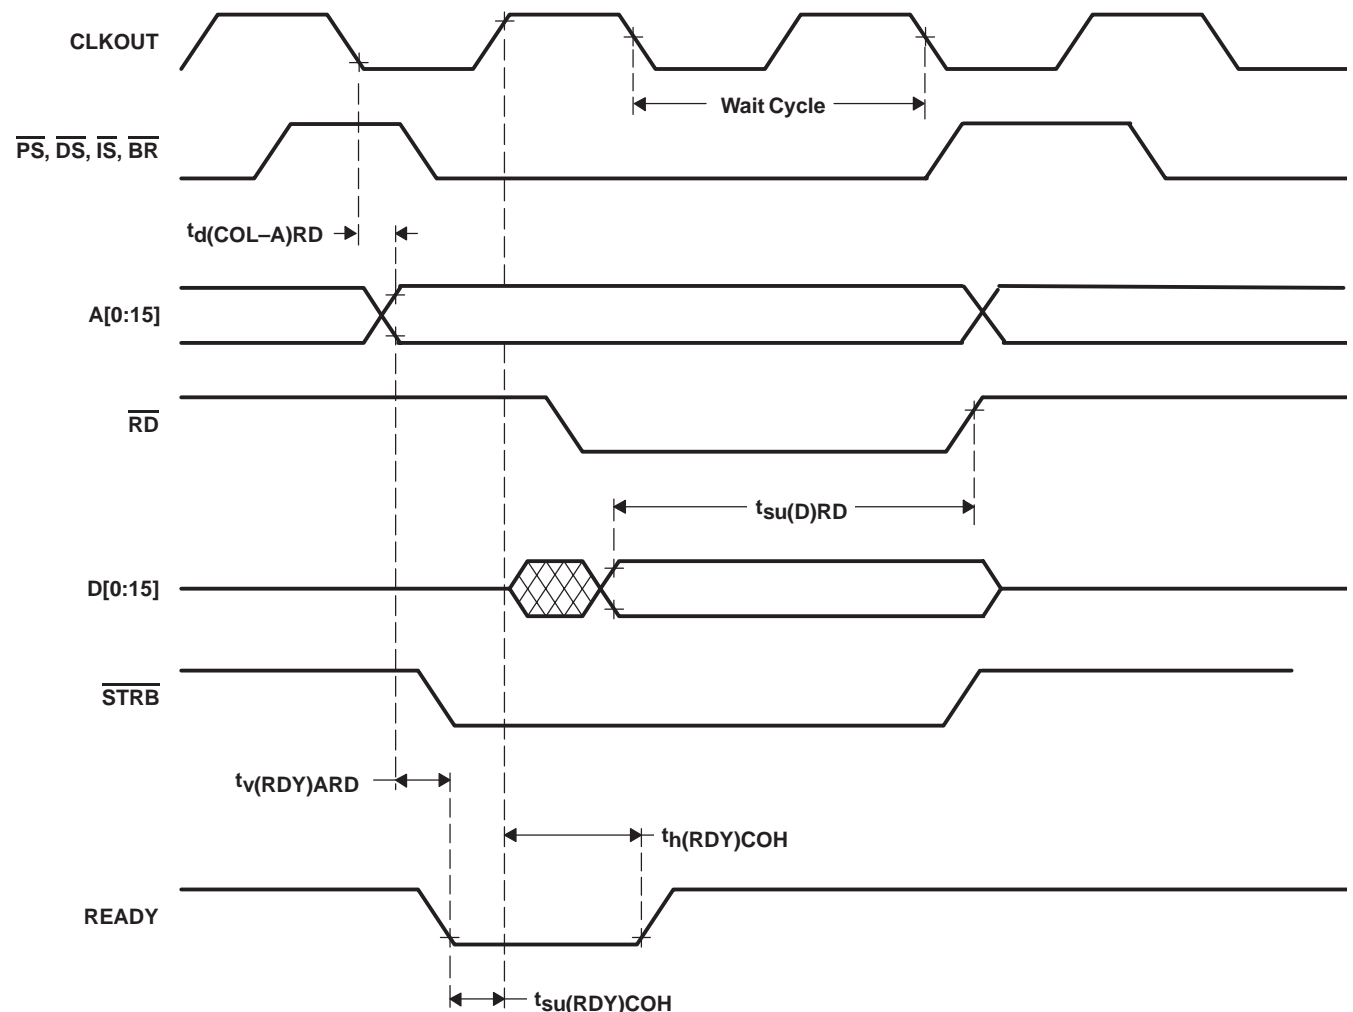 CLKOUT
Wait Cycle
PS, DS, IS, BR
td(COL–A)RD
A[0:15]
RD
tsu(D)RD
D[0:15]
STRB
tv(RDY)ARD
th(RDY)COH
READY
tsu(RDY)COH